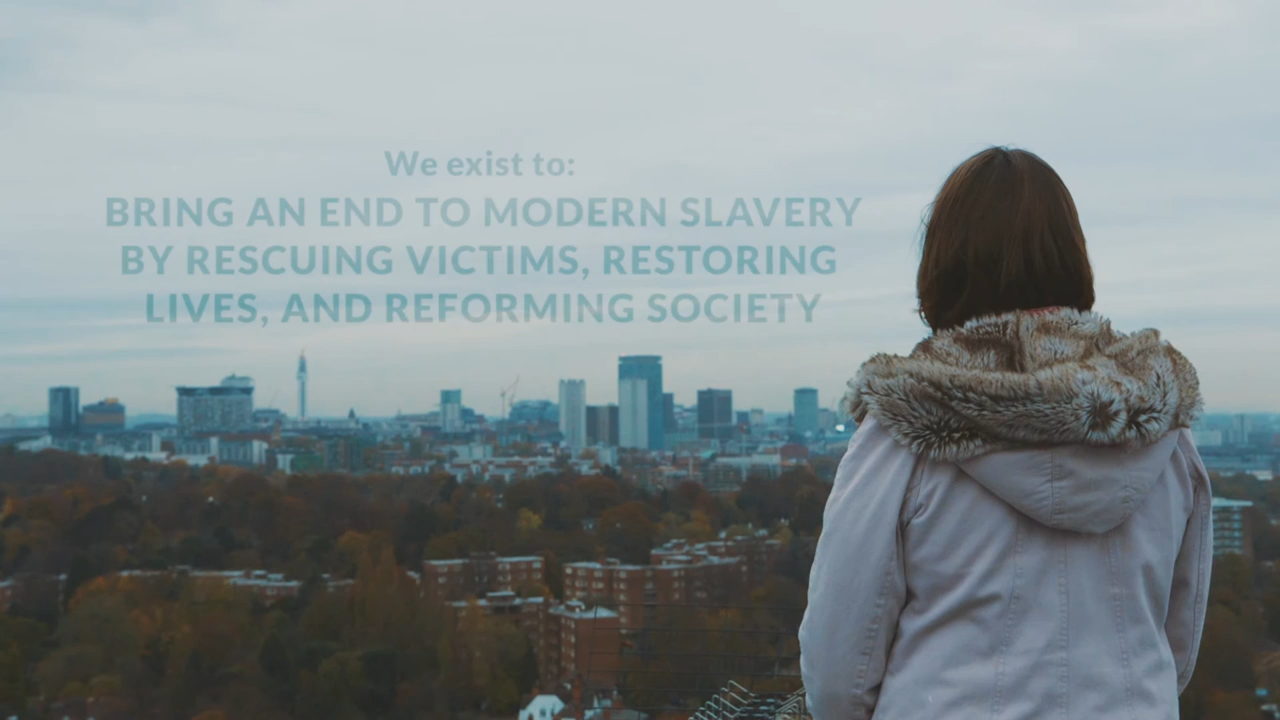 We exist to:
BRING AN END TO MODERN SLAVERY
BY RESCUING VICTIMS, RESTORING
LIVES, AND REFORMING SOCIETY